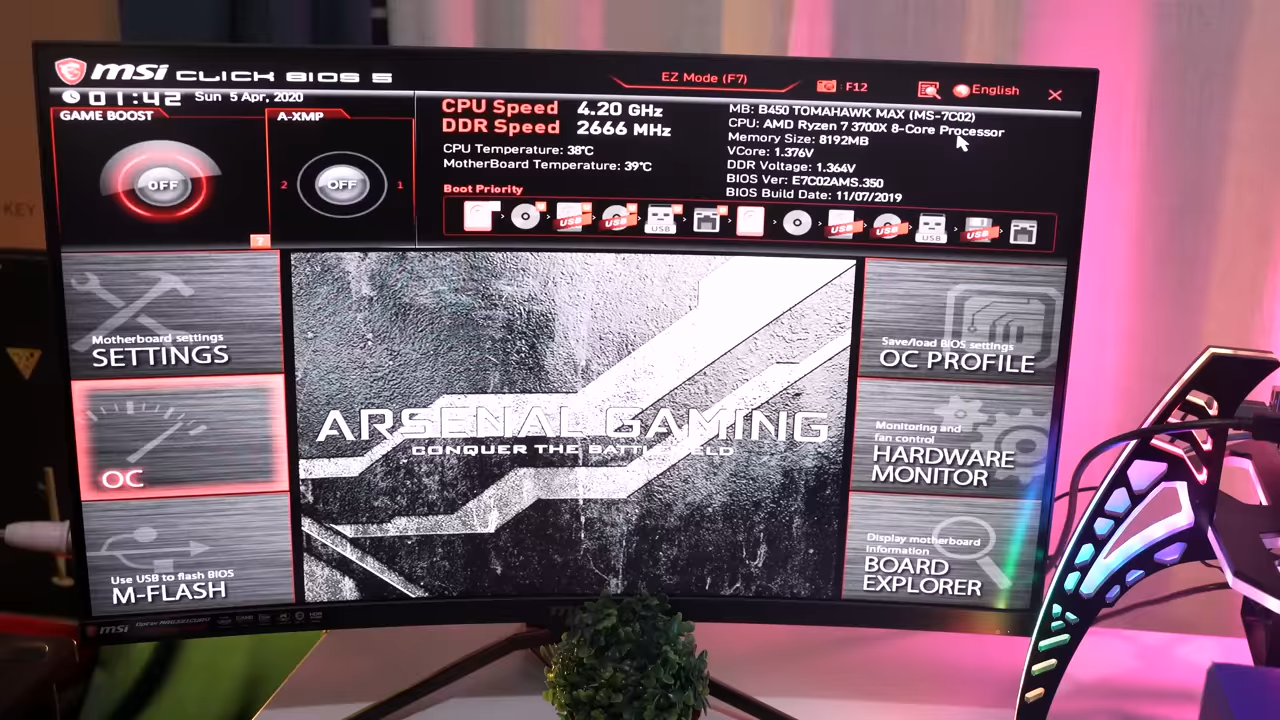 msi CLICK BIOS 5
EZ Mode (F7)
: F12
English
01:42 Sun 5 Apr, 2020
GAME BOOST
OFF
A-XMP
2 OFF 1
CPU Speed 4.20 GHz
DDR Speed 2666 MHz
CPU Temperature: 38°C
MotherBoard Temperature: 39°C
MB: B450 TOMAHAWK MAX (MS-7C02)
CPU: AMD Ryzen 7 3700X 8-Core Processor
Memory Size: 8192MB
VCore: 1.376V
DDR Voltage: 1.364V
BIOS Ver: E7C02AMS.350
BIOS Build Date: 11/07/2019
Boot Priority
USB USB USB USB USB USB
?
KEY
Motherboard settings
SETTINGS
OC
Use USB to flash BIOS
M-FLASH
ARSENAL GAMING
CONQUER THE BATTLEFIELD
Save/load BIOS settings
OC PROFILE
Monitoring and
fan control
HARDWARE
MONITOR
Display motherboard
information
BOARD
EXPLORER
msi